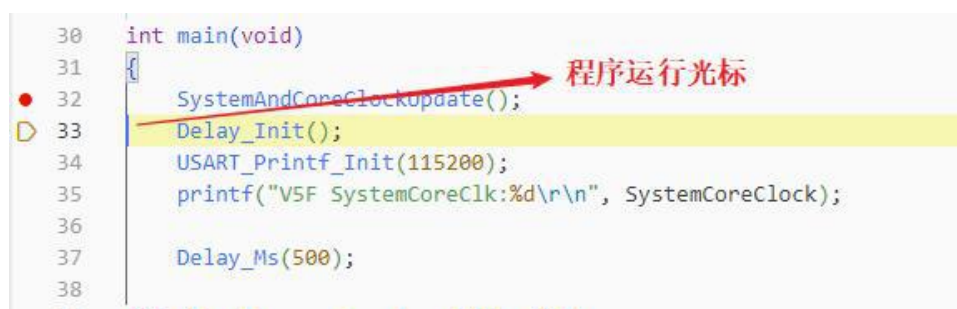 30 int main(void)
31 {
程序运行光标
32 SystemAndCoreClockUpdate();
33 Delay_Init();
34 USART_Printf_Init(115200);
35 printf("V5F SystemCoreClk:%d\r\n", SystemCoreClock);
36
37 Delay_Ms(500);
38